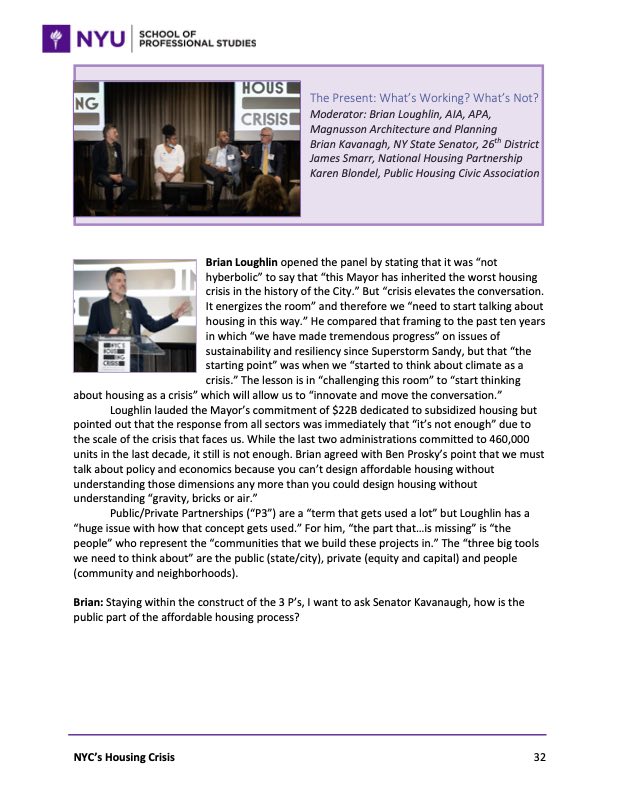 NYU
SCHOOL OF
PROFESSIONAL STUDIES
NG
HOUS
CRISIS
The Present: What’s Working? What’s Not?
Moderator: Brian Loughlin, AIA, APA,
Magnusson Architecture and Planning
Brian Kavanagh, NY State Senator, 26th District
James Smarr, National Housing Partnership
Karen Blondel, Public Housing Civic Association
NYC’S
HOUS
ING
CRISIS
Brian Loughlin opened the panel by stating that it was “not
hyberbolic” to say that “this Mayor has inherited the worst housing
crisis in the history of the City.” But “crisis elevates the conversation.
It energizes the room” and therefore we “need to start talking about
housing in this way.” He compared that framing to the past ten years
in which “we have made tremendous progress” on issues of
sustainability and resiliency since Superstorm Sandy, but that “the
starting point” was when we “started to think about climate as a
crisis.” The lesson is in “challenging this room” to “start thinking
about housing as a crisis” which will allow us to “innovate and move the conversation.”
Loughlin lauded the Mayor’s commitment of $22B dedicated to subsidized housing but
pointed out that the response from all sectors was immediately that “it’s not enough” due to
the scale of the crisis that faces us. While the last two administrations committed to 460,000
units in the last decade, it still is not enough. Brian agreed with Ben Prosky’s point that we must
talk about policy and economics because you can’t design affordable housing without
understanding those dimensions any more than you could design housing without
understanding “gravity, bricks or air.”
Public/Private Partnerships (“P3”) are a “term that gets used a lot” but Loughlin has a
“huge issue with how that concept gets used.” For him, “the part that…is missing” is “the
people” who represent the “communities that we build these projects in.” The “three big tools
we need to think about” are the public (state/city), private (equity and capital) and people
(community and neighborhoods).
Brian: Staying within the construct of the 3 P’s, I want to ask Senator Kavanaugh, how is the
public part of the affordable housing process?
NYC’s Housing Crisis
32